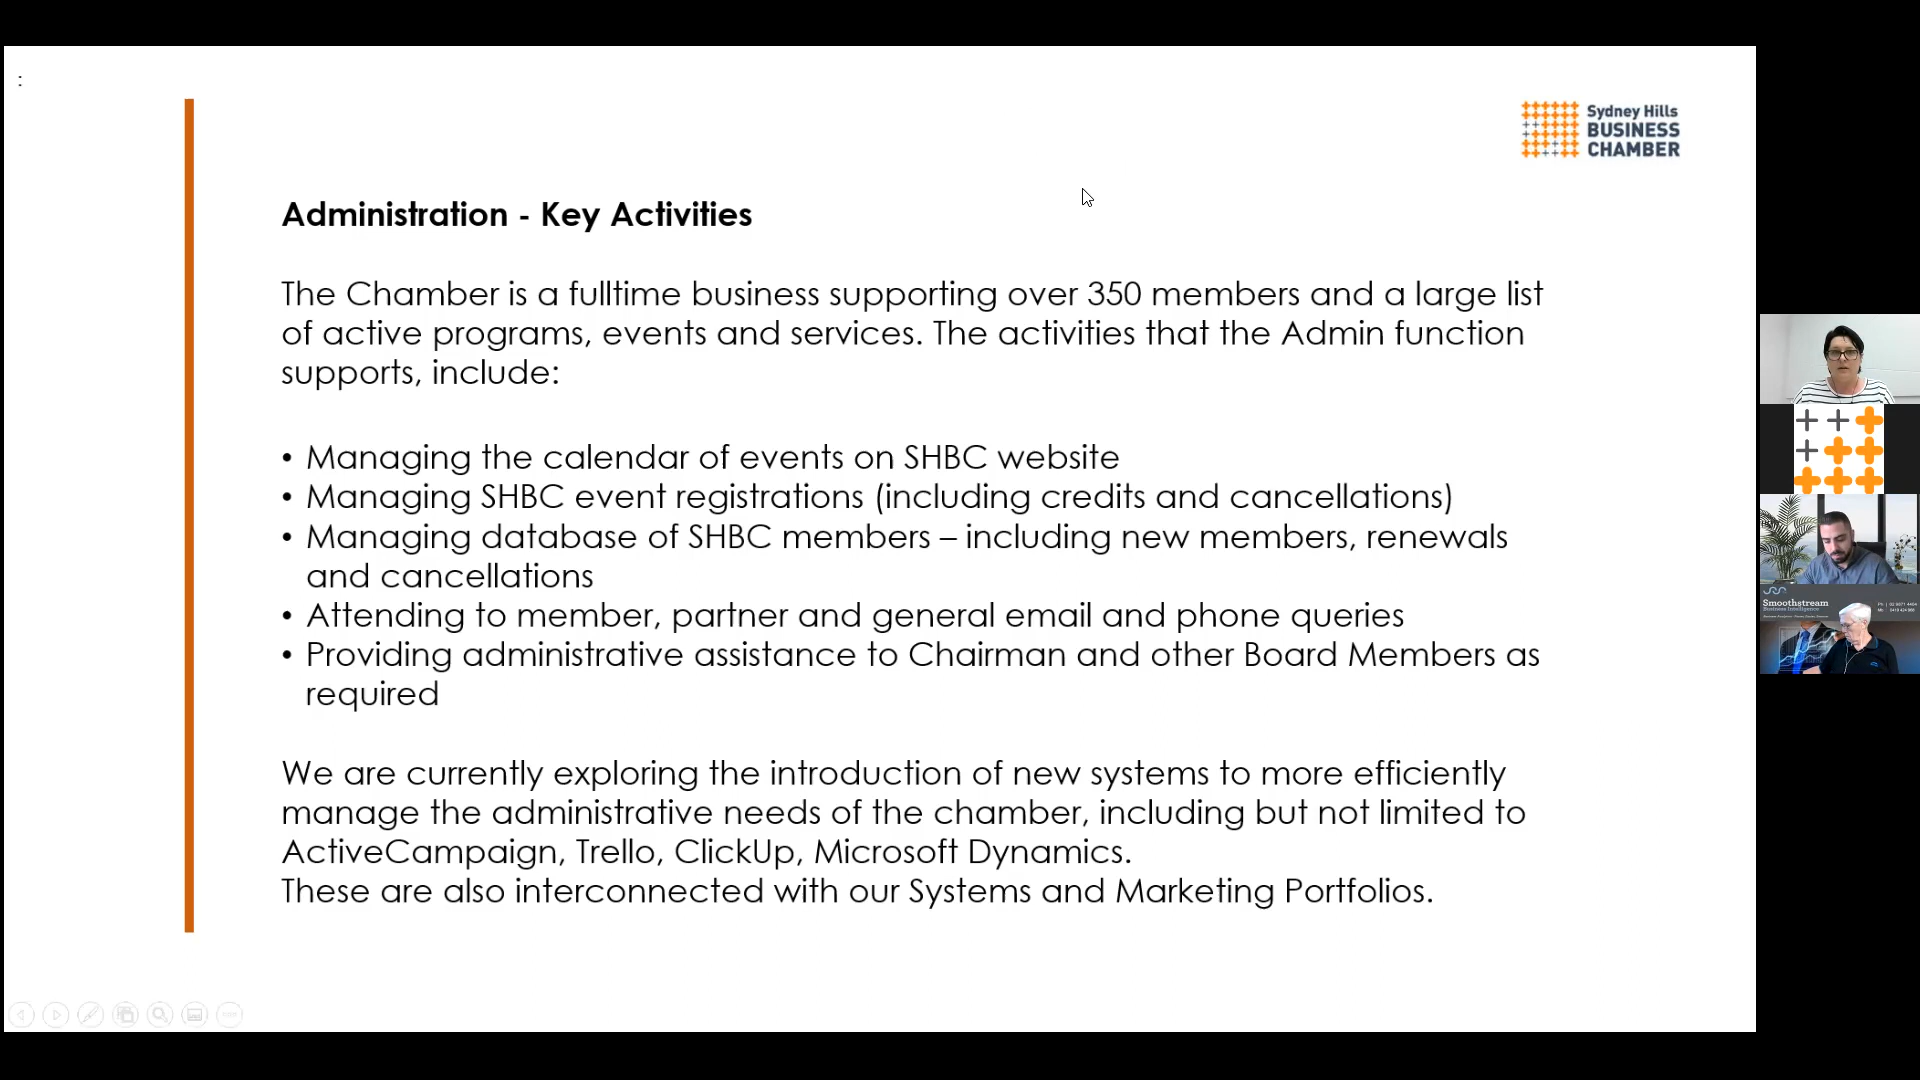 :
Sydney Hills
BUSINESS
CHAMBER
Administration - Key Activities
The Chamber is a fulltime business supporting over 350 members and a large list
of active programs, events and services. The activities that the Admin function
supports, include:
• Managing the calendar of events on SHBC website
• Managing SHBC event registrations (including credits and cancellations)
• Managing database of SHBC members – including new members, renewals
and cancellations
• Attending to member, partner and general email and phone queries
• Providing administrative assistance to Chairman and other Board Members as
required
We are currently exploring the introduction of new systems to more efficiently
manage the administrative needs of the chamber, including but not limited to
ActiveCampaign, Trello, ClickUp, Microsoft Dynamics.
These are also interconnected with our Systems and Marketing Portfolios.
Smoothstream
Business Intelligence